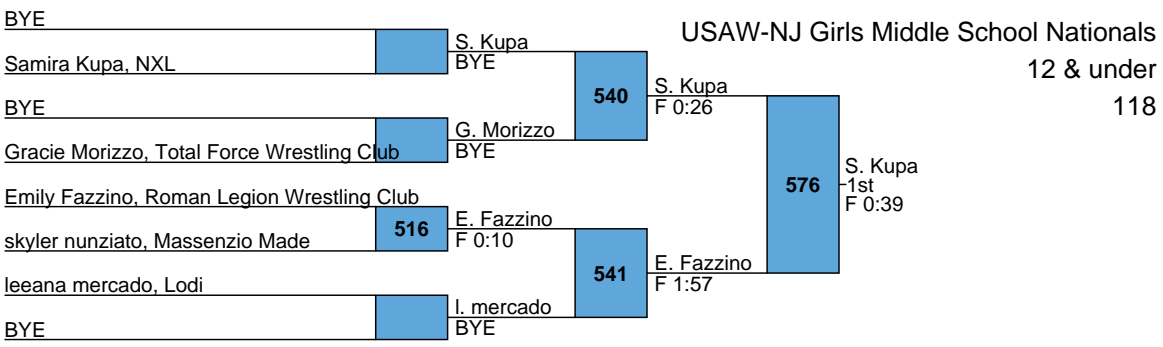 USAW-NJ Girls Middle School Nationals
12 & under
118
BYE
Samira Kupa, NXL
BYE
Gracie Morizzo, Total Force Wrestling Club
Emily Fazzino, Roman Legion Wrestling Club
skyler nunziato, Massenzio Made
leeana mercado, Lodi
BYE
516
S. Kupa
BYE
G. Morizzo
BYE
E. Fazzino
F 0:10
l. mercado
BYE
540
541
S. Kupa
F 0:26
E. Fazzino
F 1:57
576
S. Kupa
1st
F 0:39